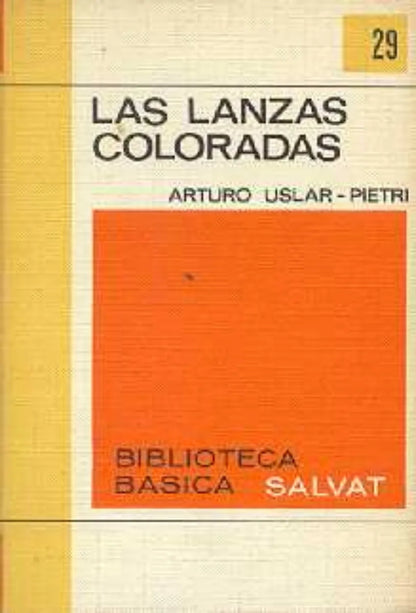 29
LAS LANZAS
COLORADAS
ARTURO USLAR-PIETRI
BIBLIOTECA
BASICA SALVAT